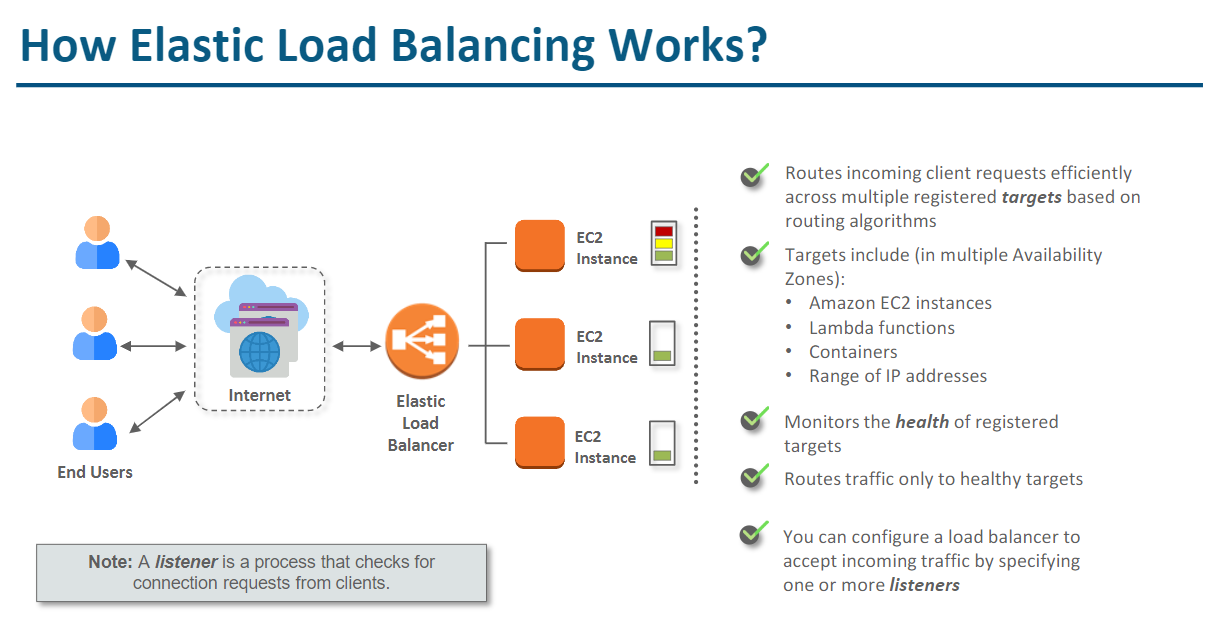 How Elastic Load Balancing Works?
End Users
Internet
Elastic
Load
Balancer
EC2
Instance
EC2
Instance
EC2
Instance
Routes incoming client requests efficiently
across multiple registered targets based on
routing algorithms
Targets include (in multiple Availability
Zones):
• Amazon EC2 instances
• Lambda functions
• Containers
• Range of IP addresses
Monitors the health of registered
targets
Routes traffic only to healthy targets
You can configure a load balancer to
accept incoming traffic by specifying
one or more listeners
Note: A listener is a process that checks for
connection requests from clients.